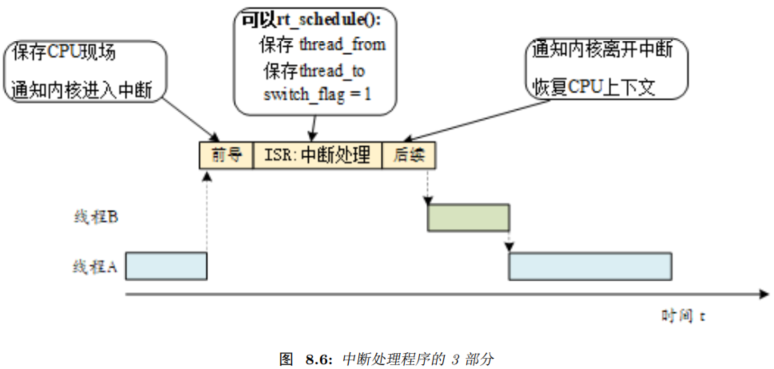 保存CPU现场
通知内核进入中断
可以rt_schedule():
保存 thread_from
保存thread_to
switch_flag = 1
通知内核离开中断
恢复CPU上下文
前导
ISR:中断处理
后续
线程B
线程A
时间 t
图 8.6: 中断处理程序的 3 部分